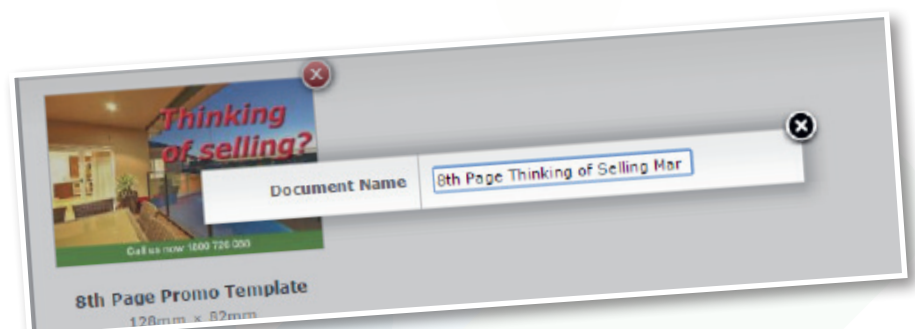 Thinking
of selling?
Call us now 1800 726 060
Document Name
8th Page Thinking of Selling Mar
8th Page Promo Template
128mm x 82mm